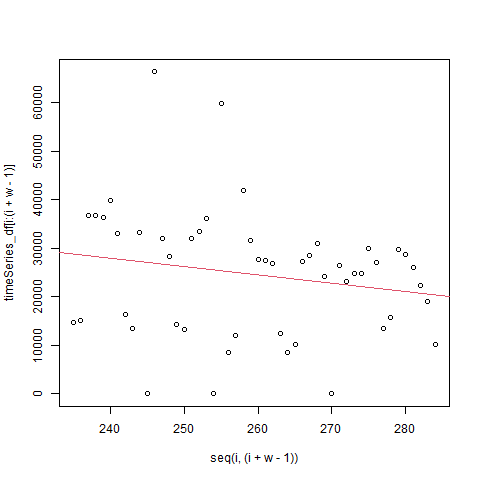 timeSeries_df[i:(i + w - 1)]
60000
50000
40000
30000
20000
10000
0
240 250 260 270 280
seq(i, (i + w - 1))